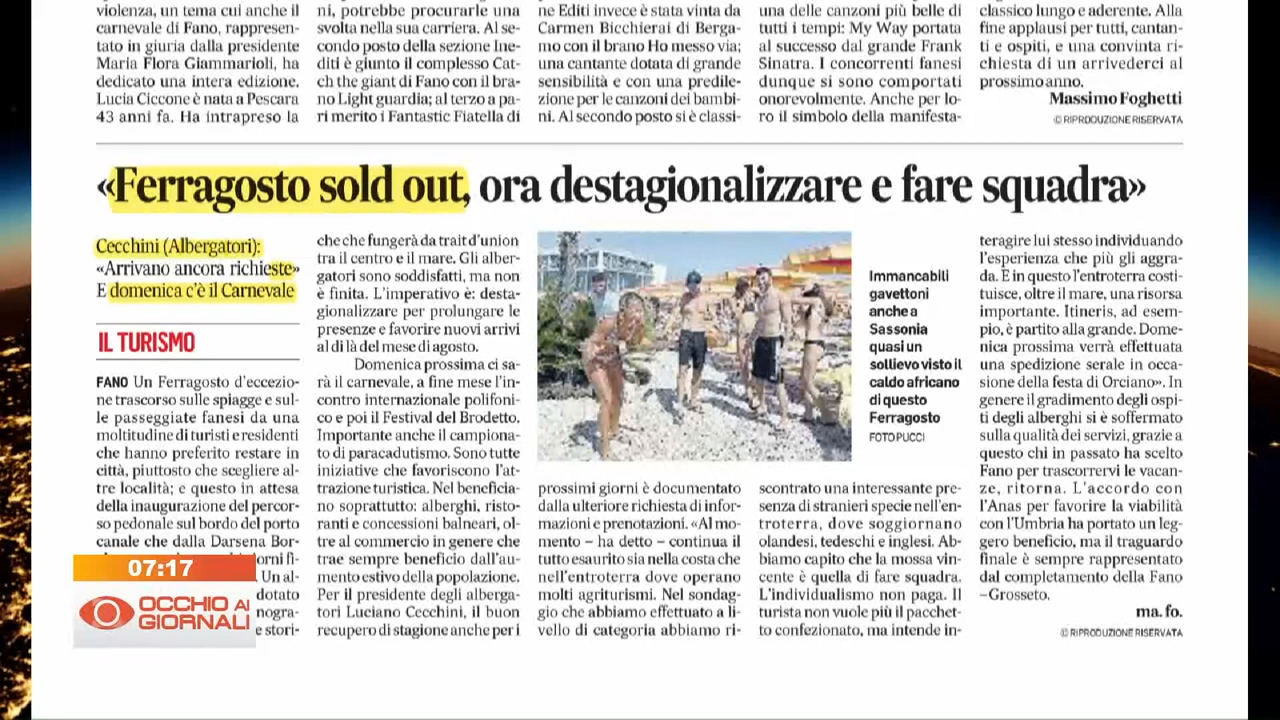 violenza, un tema cui anche il
carnevale di Fano, rappresen-
tato in giuria dalla presidente
Maria Flora Giammarioli, ha
dedicato una intera edizione.
Lucia Ciccone è nata a Pescara
43 anni fa. Ha intrapreso la
ni, potrebbe procurarle una
svolta nella sua carriera. Al se-
condo posto della sezione Ine-
diti è giunto il complesso Cat-
ch the giant di Fano con il bra-
no Light guardia; al terzo a pa-
ri merito i Fantastic Fiatella di
ne Editi invece è stata vinta da
Carmen Bicchierai di Berga-
mo con il brano Ho messo via;
una cantante dotata di grande
sensibilità e con una predile-
zione per le canzoni dei bambi-
ni. Al secondo posto si è classi-
una delle canzoni più belle di
tutti i tempi: My Way portata
al successo dal grande Frank
Sinatra. I concorrenti fanesi
dunque si sono comportati
onorevolmente. Anche per lo-
ro il simbolo della manifesta-
classico lungo e aderente. Alla
fine applausi per tutti, cantan-
ti e ospiti, e una convinta ri-
chiesta di un arrivederci al
prossimo anno.
Massimo Foghetti
© RIPRODUZIONE RISERVATA
«Ferragosto sold out, ora destagionalizzare e fare squadra»
Cecchini (Albergatori):
«Arrivano ancora richieste»
E domenica c'è il Carnevale
IL TURISMO
FANO Un Ferragosto d'eccezio-
ne trascorso sulle spiagge e sul-
le passeggiate fanesi da una
moltitudine di turisti e residenti
che hanno preferito restare in
città, piuttosto che scegliere al-
tre località; e questo in attesa
della inaugurazione del percor-
so pedonale sul bordo del porto
canale che dalla Darsena Bor-
orni fi-
. Un al-
dotato
nogra-
e stori-
che che fungerà da trait d'union
tra il centro e il mare. Gli alber-
gatori sono soddisfatti, ma non
è finita. L'imperativo è: desta-
gionalizzare per prolungare le
presenze e favorire nuovi arrivi
al di là del mese di agosto.
Domenica prossima ci sa-
rà il carnevale, a fine mese l'in-
contro internazionale polifoni-
co e poi il Festival del Brodetto.
Importante anche il campiona-
to di paracadutismo. Sono tutte
iniziative che favoriscono l'at-
trazione turistica. Nel beneficia-
no soprattutto: alberghi, risto-
ranti e concessioni balneari, ol-
tre al commercio in genere che
trae sempre beneficio dall'au-
mento estivo della popolazione.
Per il presidente degli alberga-
tori Luciano Cecchini, il buon
recupero di stagione anche per i
Immancabili
gavettoni
anche a
Sassonia
quasi un
sollievo visto il
caldo africano
di questo
Ferragosto
FOTO PUCCI
prossimi giorni è documentato
dalla ulteriore richiesta di infor-
mazioni e prenotazioni. «Al mo-
mento – ha detto – continua il
tutto esaurito sia nella costa che
nell'entroterra dove operano
molti agriturismi. Nel sondag-
gio che abbiamo effettuato a li-
vello di categoria abbiamo ri-
scontrato una interessante pre-
senza di stranieri specie nell'en-
troterra, dove soggiornano
olandesi, tedeschi e inglesi. Ab-
biamo capito che la mossa vin-
cente è quella di fare squadra.
L'individualismo non paga. Il
turista non vuole più il pacchet-
to confezionato, ma intende in-
teragire lui stesso individuando
l'esperienza che più gli aggra-
da. E in questo l'entroterra costi-
tuisce, oltre il mare, una risorsa
importante. Itineris, ad esem-
pio, è partito alla grande. Dome-
nica prossima verrà effettuata
una spedizione serale in occa-
sione della festa di Orciano». In
genere il gradimento degli ospi-
ti degli alberghi si è soffermato
sulla qualità dei servizi, grazie a
questo chi in passato ha scelto
Fano per trascorrervi le vacan-
ze, ritorna. L'accordo con
l'Anas per favorire la viabilità
con l'Umbria ha portato un leg-
gero beneficio, ma il traguardo
finale è sempre rappresentato
dal completamento della Fano
–Grosseto.
ma. fo.
© RIPRODUZIONE RISERVATA
07:17
OCCHIO AI
GIORNALI